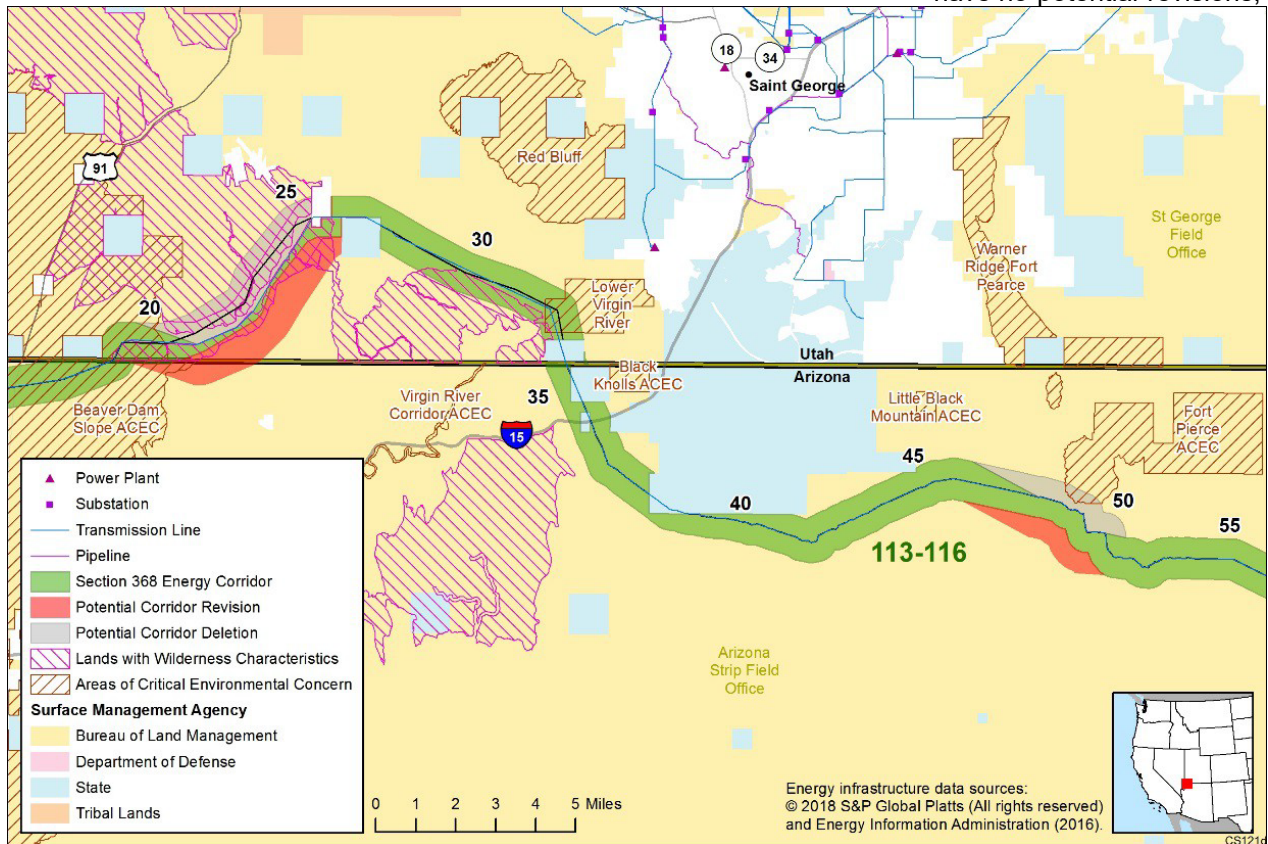 have no potential revisions,
18
34
Saint George
91
Red Bluff
25
St George
Field
Office
30
Warner
Ridge Fort
Pearce
Lower
Virgin
River
20
Utah
Arizona
Black
Knolls ACEC
Beaver Dam
Slope ACEC
Virgin River
Corridor ACEC
35
15
Little Black
Mountain ACEC
Fort
Pierce
ACEC
45
40
50
55
113-116
Power Plant
Substation
Transmission Line
Pipeline
Section 368 Energy Corridor
Potential Corridor Revision
Potential Corridor Deletion
Lands with Wilderness Characteristics
Areas of Critical Environmental Concern
Surface Management Agency
Bureau of Land Management
Department of Defense
State
Tribal Lands
Arizona
Strip Field
Office
0 1 2 3 4 5 Miles
Energy infrastructure data sources:
© 2018 S&P Global Platts (All rights reserved)
and Energy Information Administration (2016).
CS121d